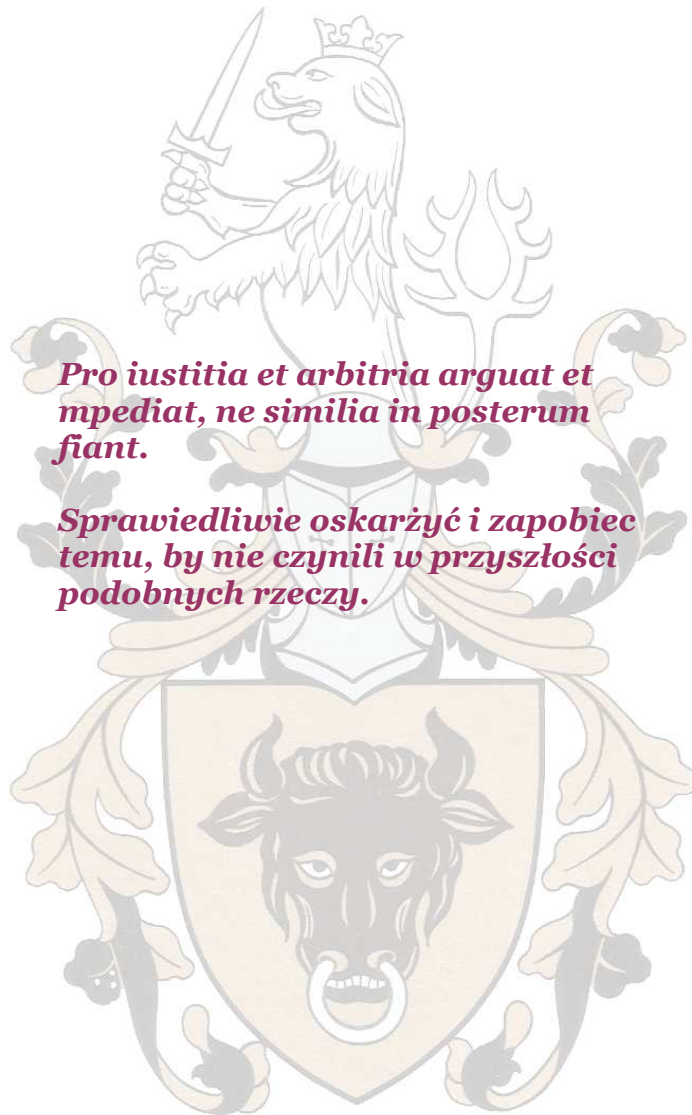 Pro iustitia et arbitria arguat et
mpediat, ne similia in posterum
fiant.
Sprawiedliwie oskarżyć i zapobiec
temu, by nie czynili w przyszłości
podobnych rzeczy.